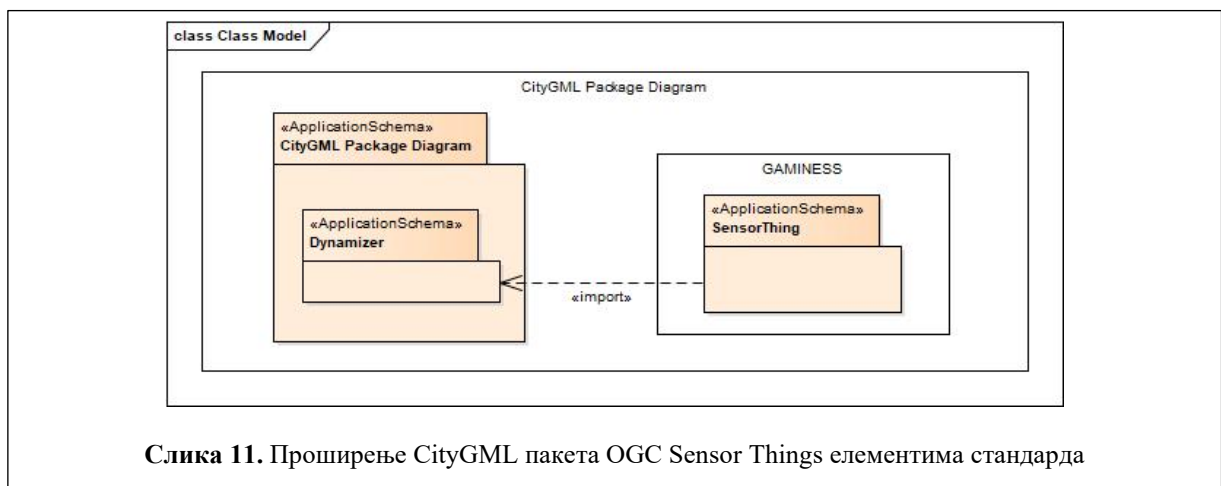 class Class Model
CityGML Package Diagram
«ApplicationSchema»
CityGML Package Diagram
«ApplicationSchema»
Dynamizer
GAMINESS
«ApplicationSchema»
SensorThing
«import»
Слика 11. Проширење CityGML пакета OGC Sensor Things елементима стандарда